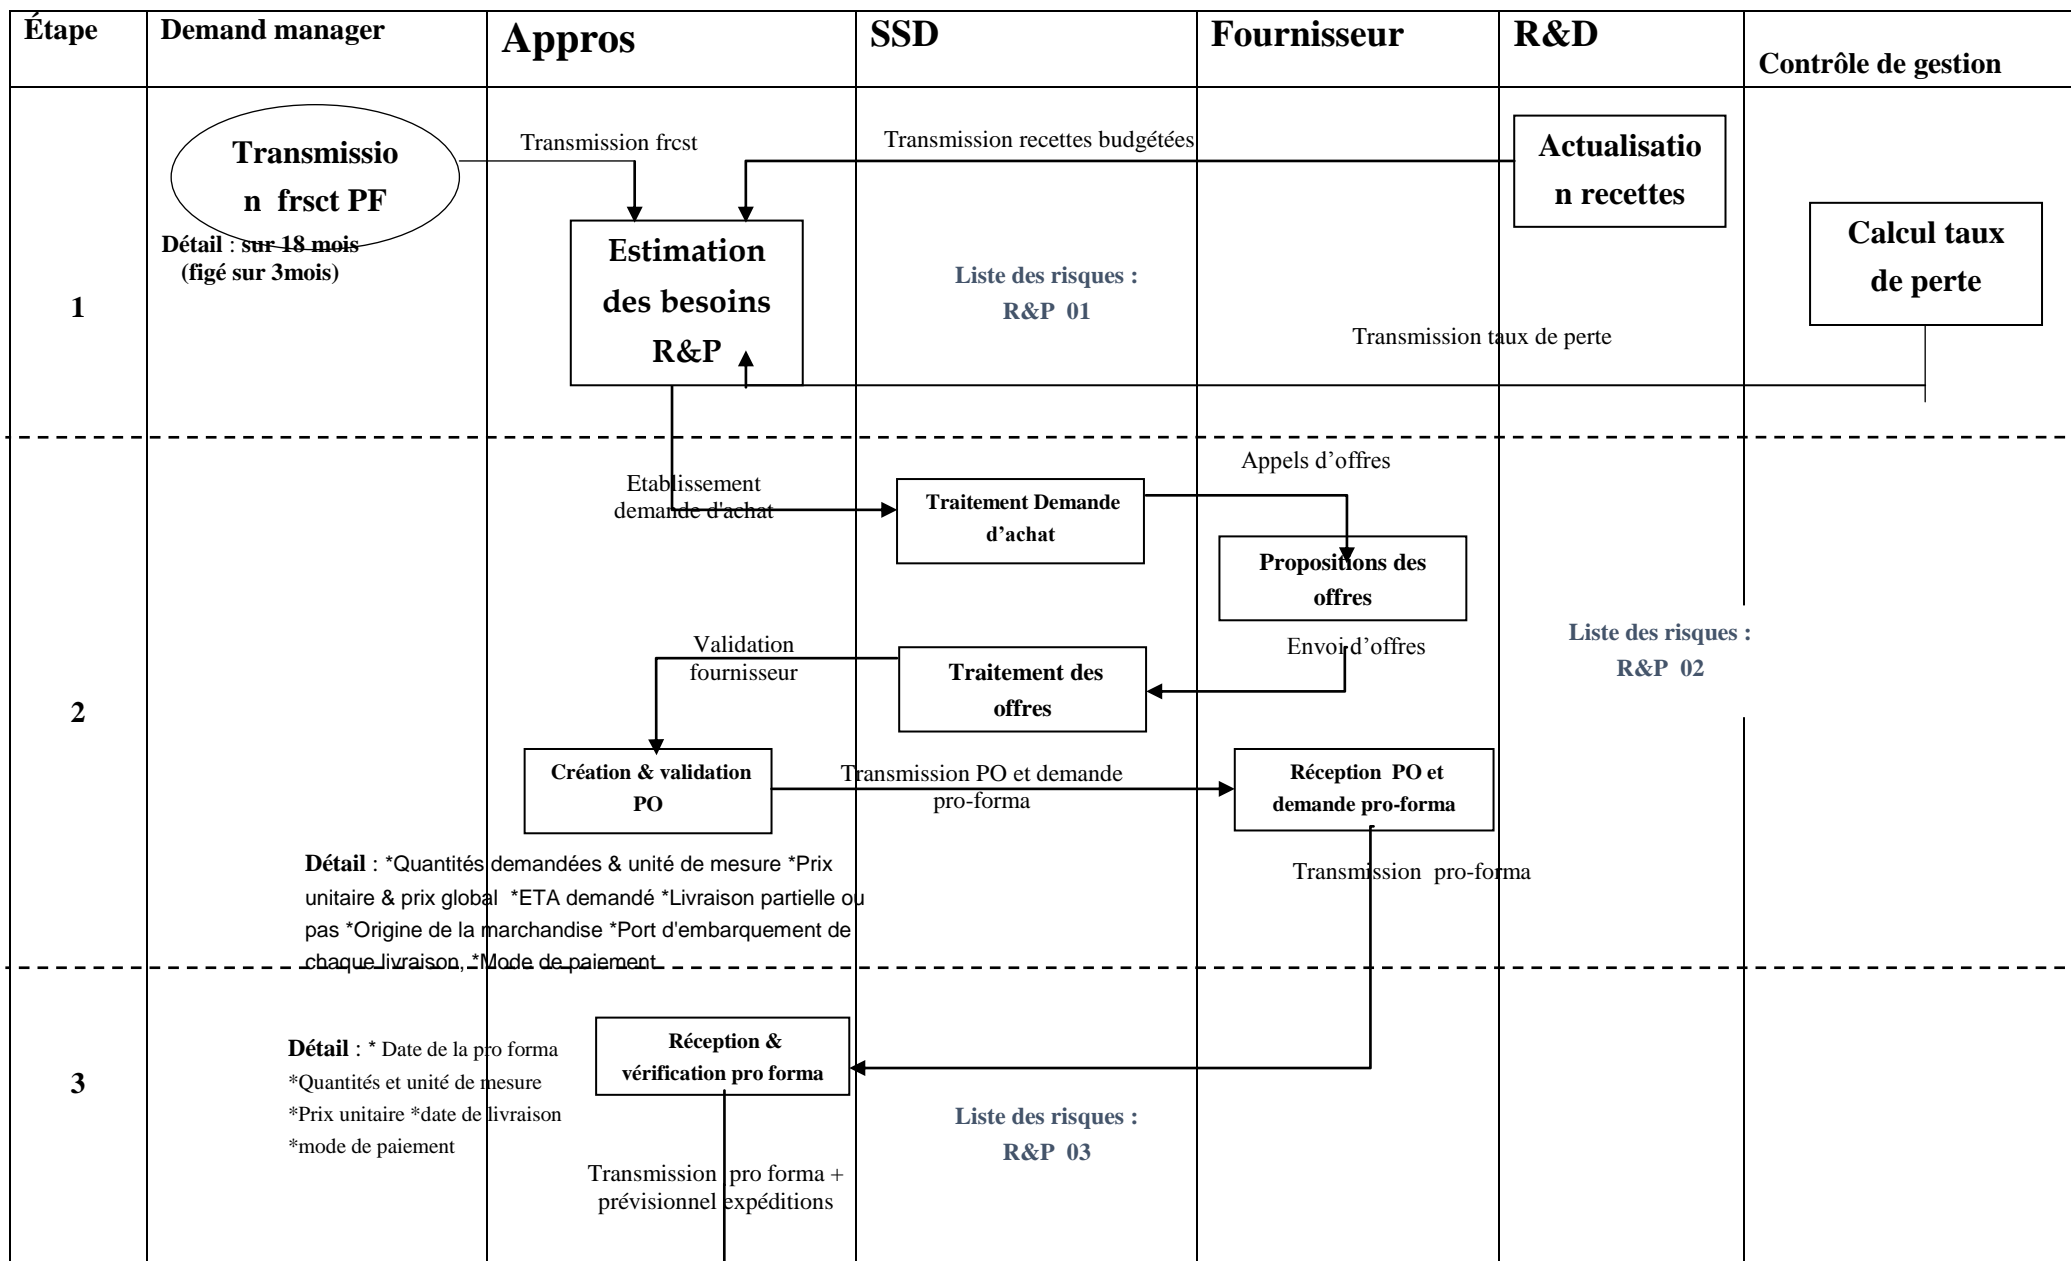 Étape
Demand manager
Appros
SSD
Fournisseur
R&D
Contrôle de gestion
1
Transmissio
n  frsct PF
Détail : sur 18 mois
(figé sur 3mois)
Transmission frcst
Transmission recettes budgétées
Actualisatio
n recettes
Estimation
des besoins
R&P
Liste des risques :
R&P  01
Calcul taux
de perte
Transmission taux de perte
2
Etablissement
demande d'achat
Traitement Demande
d’achat
Appels d’offres
Propositions des
offres
Envoi d’offres
Liste des risques :
R&P  02
Validation
fournisseur
Traitement des
offres
Création & validation
PO
Transmission PO et demande
pro-forma
Réception  PO et
demande pro-forma
Détail : *Quantités demandées & unité de mesure *Prix
unitaire & prix global  *ETA demandé *Livraison partielle ou
pas *Origine de la marchandise *Port d'embarquement de
chaque livraison, *Mode de paiement
Transmission  pro-forma
3
Détail : * Date de la pro forma
*Quantités et unité de mesure
*Prix unitaire *date de livraison
*mode de paiement
Réception &
vérification pro forma
Liste des risques :
R&P  03
Transmission  pro forma +
prévisionnel expéditions